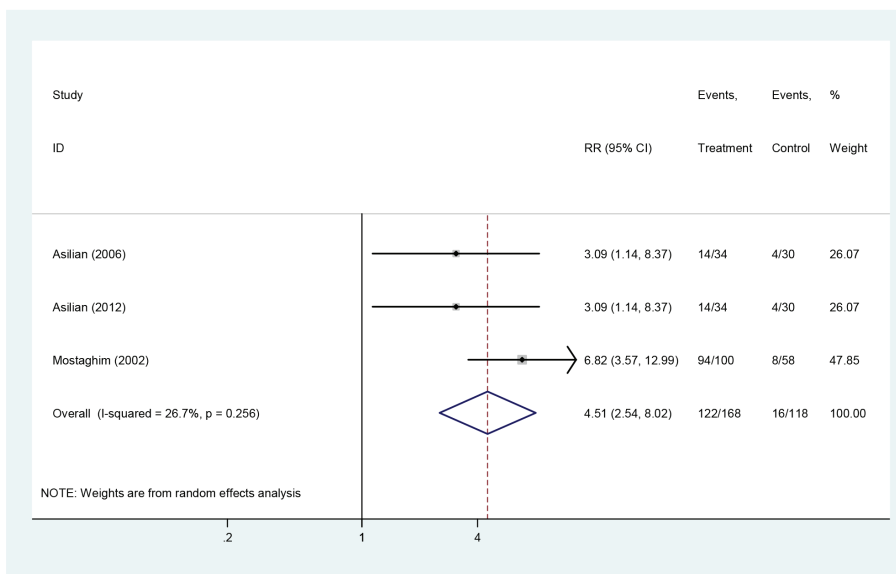 Study Events, Events, %
ID RR (95% CI) Treatment Control Weight
Asilian (2006) 3.09 (1.14, 8.37) 14/34 4/30 26.07
Asilian (2012) 3.09 (1.14, 8.37) 14/34 4/30 26.07
Mostaghim (2002) 6.82 (3.57, 12.99) 94/100 8/58 47.85
Overall (I-squared = 26.7%, p = 0.256) 4.51 (2.54, 8.02) 122/168 16/118 100.00
NOTE: Weights are from random effects analysis
.2 1 4